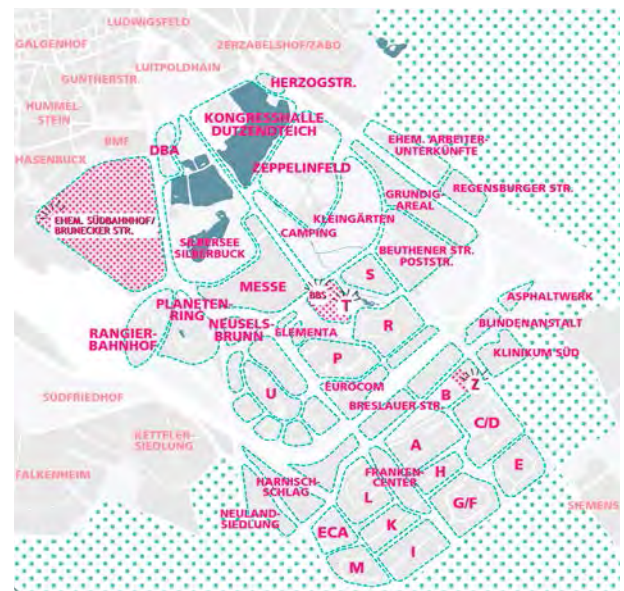 LUDWIGSFELD
GALGENHOF
ZERZABELSHOF/ZABO
LUITPOLDHAIN
GUNTHERSTR.
HERZOGSTR.
HUMMEL-
STEIN
KONGRESSHALLE
DUTZENDTEICH
BMF
DBA
HASENBUCK
EHEM. ARBEITER-
UNTERKÜNFTE
ZEPPELINFELD
REGENSBURGER STR.
GRUNDIG-
AREAL
EHEM. SÜDBAHNHOF/
BRUNECKER STR.
KLEINGÄRTEN
CAMPING
SILBERSEE
SILBERBUCK
BEUTHENER STR.
POSTSTR.
S
MESSE
BBS
T
ASPHALTWERK
PLANETEN-
RING
NEUSELS-
BRUNN
ELEMENTA
R
BLINDENANSTALT
RANGIER-
BAHNHOF
P
KLINIKUM SÜD
EUROCOM
B
Z
U
SÜDFRIEDHOF
BRESLAUER STR.
C/D
A
KETTELER-
SIEDLUNG
E
FALKENHEIM
HARNISCH-
SCHLAG
FRANKEN-
CENTER
H
L
G/F
NEULAND-
SIEDLUNG
SIEMENS
K
ECA
I
M